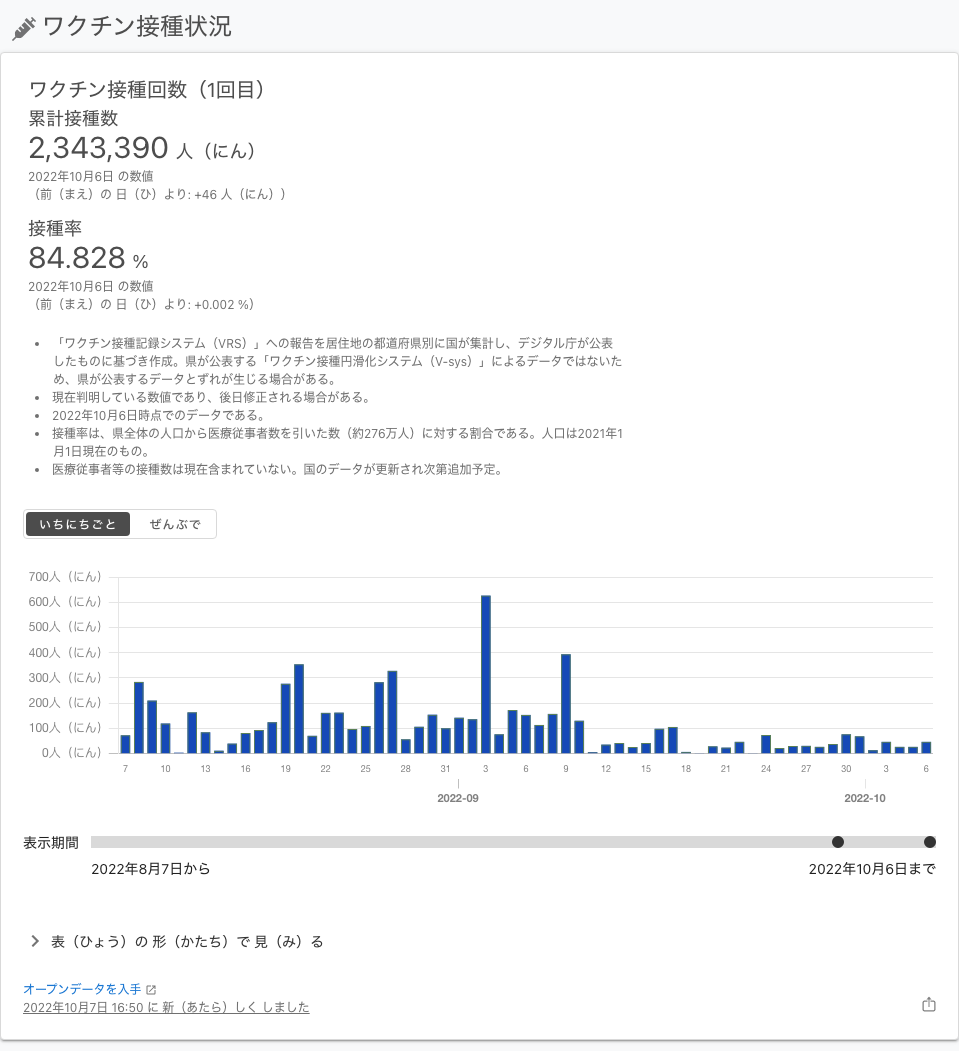 ワクチン接種状況
ワクチン接種回数（1回目）
累計接種数
2,343,390 人（にん）
2022年10月6日 の数値
（前（まえ）の 日（ひ）より: +46 人（にん））
接種率
84.828 %
2022年10月6日 の数値
（前（まえ）の 日（ひ）より: +0.002 %）
• 「ワクチン接種記録システム（VRS）」への報告を居住地の都道府県別に国が集計し、デジタル庁が公表
したものに基づき作成。県が公表する「ワクチン接種円滑化システム（V-sys）」によるデータではないた
め、県が公表するデータとずれが生じる場合がある。
• 現在判明している数値であり、後日修正される場合がある。
• 2022年10月6日時点でのデータである。
• 接種率は、県全体の人口から医療従事者数を引いた数（約276万人）に対する割合である。人口は2021年1
月1日現在のもの。
• 医療従事者等の接種数は現在含まれていない。国のデータが更新され次第追加予定。
いちにちごと ぜんぶで
700人（にん）
600人（にん）
500人（にん）
400人（にん）
300人（にん）
200人（にん）
100人（にん）
0人（にん）
7 10 13 16 19 22 25 28 31 3 6 9 12 15 18 21 24 27 30 3 6
2022-09 2022-10
表示期間
2022年8月7日から 2022年10月6日まで
表（ひょう）の 形（かたち）で 見（み）る
オープンデータを入手
2022年10月7日 16:50 に 新（あたら）しく しました